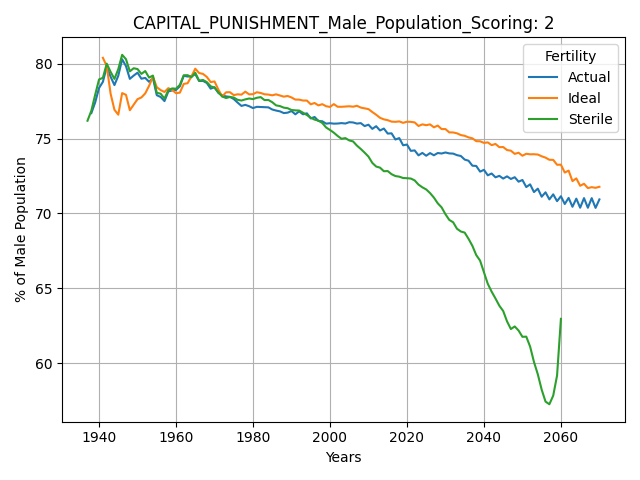 CAPITAL_PUNISHMENT_Male_Population_Scoring: 2
Fertility
Actual
Ideal
Sterile
% of Male Population
80
75
70
65
60
1940 1960 1980 2000 2020 2040 2060
Years